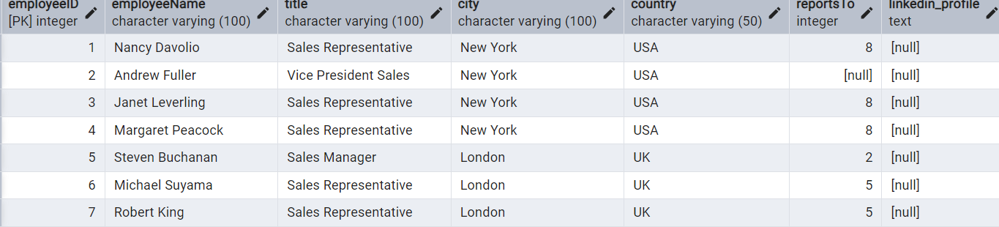 employeeID employeeName title city country reportsTo linkedin_profile
[PK] integer character varying (100) character varying (100) character varying (100) character varying (50) integer text
1 Nancy Davolio Sales Representative New York USA 8 [null]
2 Andrew Fuller Vice President Sales New York USA [null] [null]
3 Janet Leverling Sales Representative New York USA 8 [null]
4 Margaret Peacock Sales Representative New York USA 8 [null]
5 Steven Buchanan Sales Manager London UK 2 [null]
6 Michael Suyama Sales Representative London UK 5 [null]
7 Robert King Sales Representative London UK 5 [null]